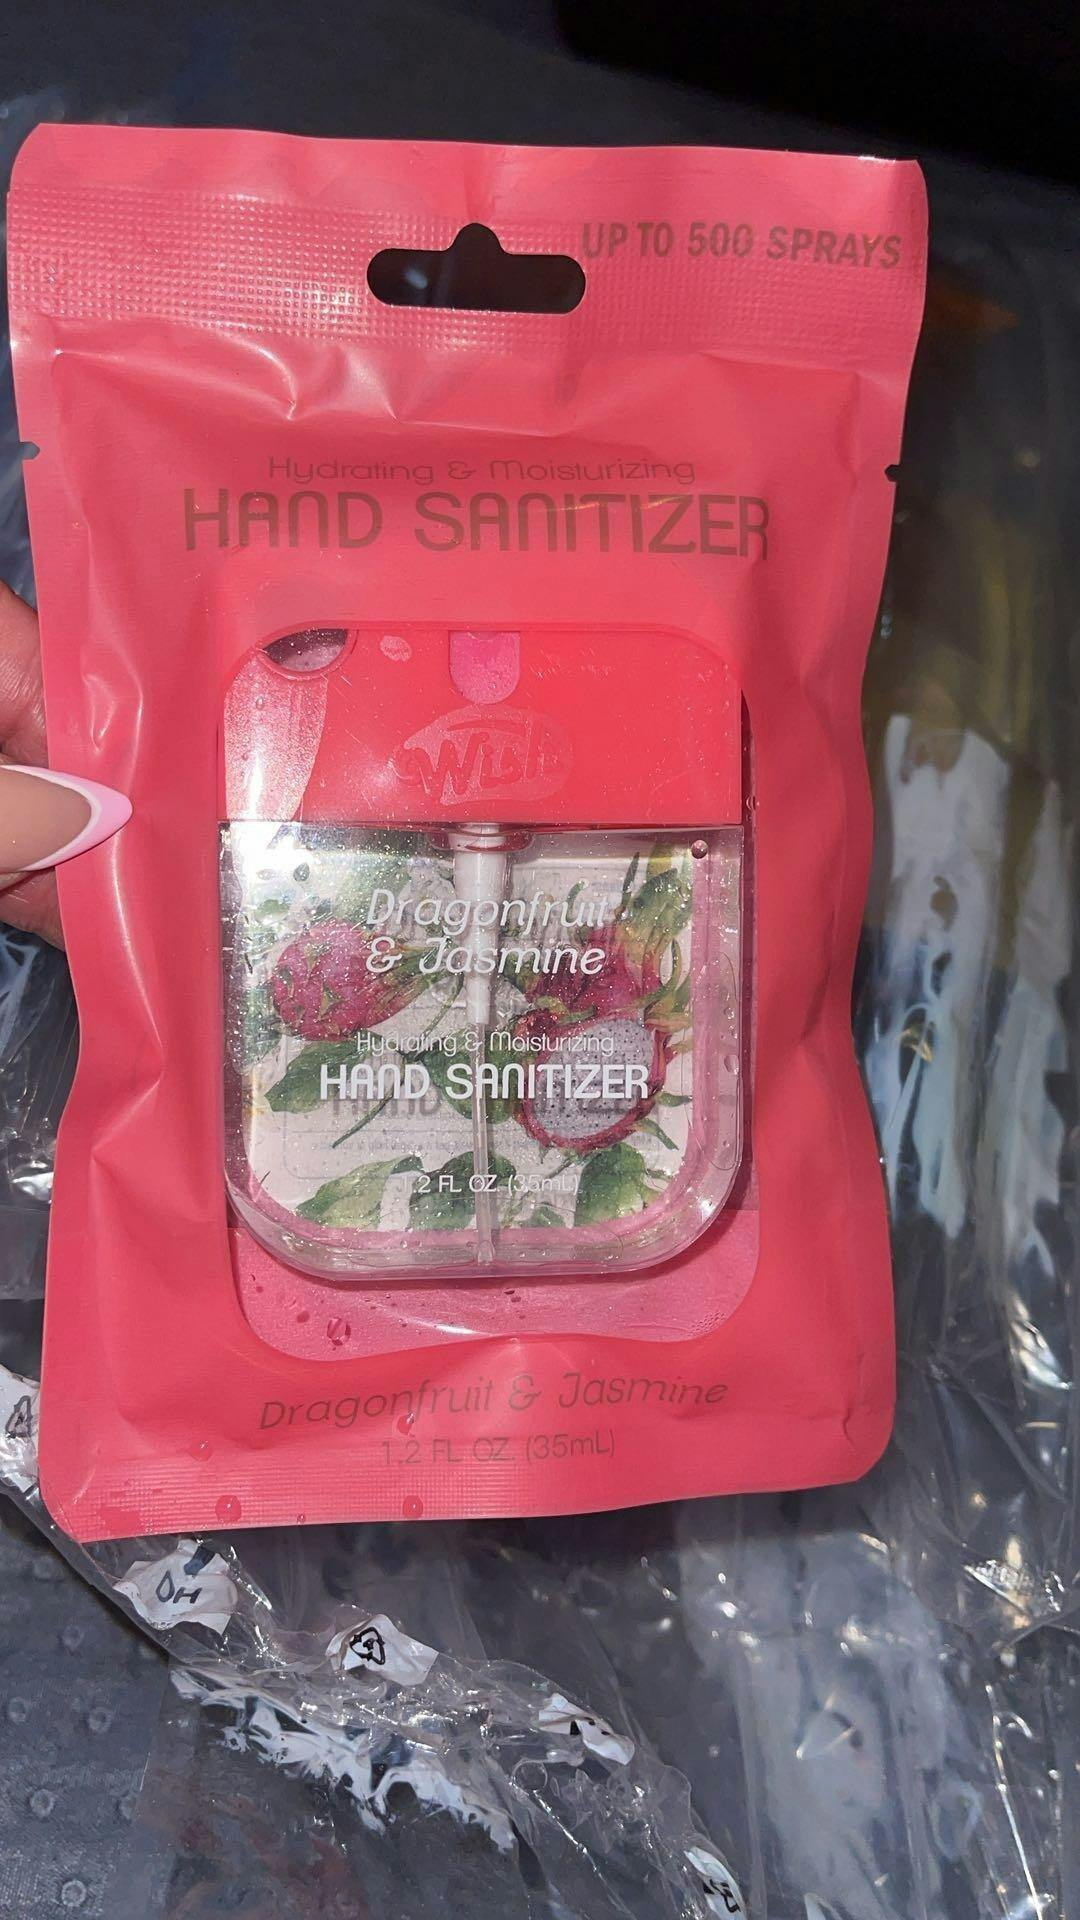 UP TO 500 SPRAYS
Hydrating & Moisturizing
HAND SANITIZER
Wish
Dragonfruit
& Jasmine
Hydrating & Moisturizing
HAND SANITIZER
1.2 FL OZ. (35mL)
Dragonfruit & Jasmine
1.2 FL OZ. (35mL)